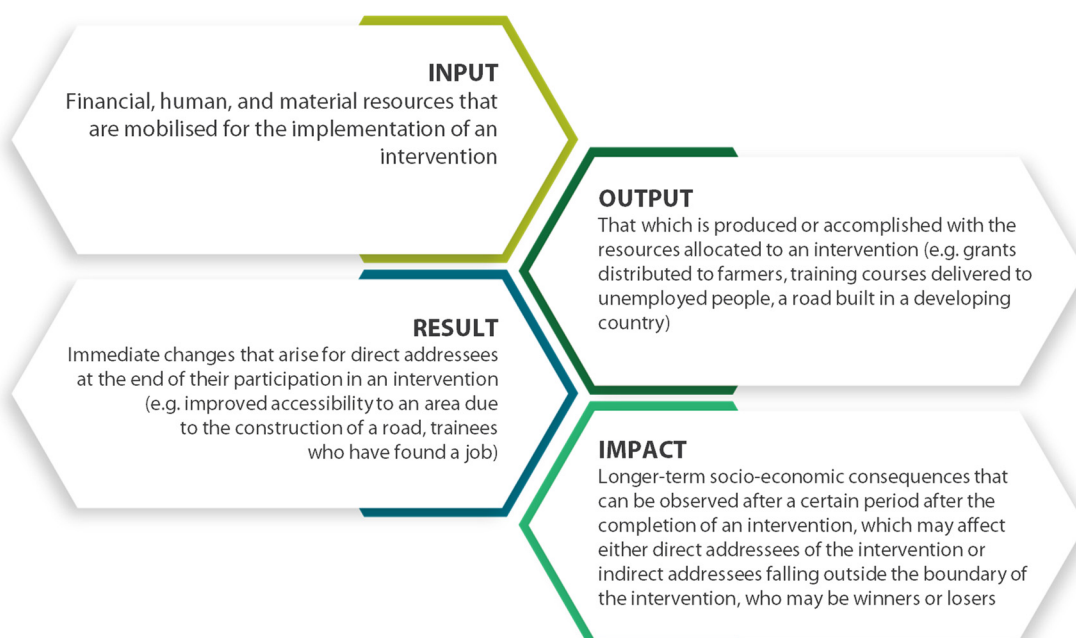 INPUT
Financial, human, and material resources that
are mobilised for the implementation of an
intervention
OUTPUT
That which is produced or accomplished with the
resources allocated to an intervention (e.g. grants
distributed to farmers, training courses delivered to
unemployed people, a road built in a developing
country)
RESULT
Immediate changes that arise for direct addressees
at the end of their participation in an intervention
(e.g. improved accessibility to an area due
to the construction of a road, trainees
who have found a job)
IMPACT
Longer-term socio-economic consequences that
can be observed after a certain period after the
completion of an intervention, which may affect
either direct addressees of the intervention or
indirect addressees falling outside the boundary of
the intervention, who may be winners or losers